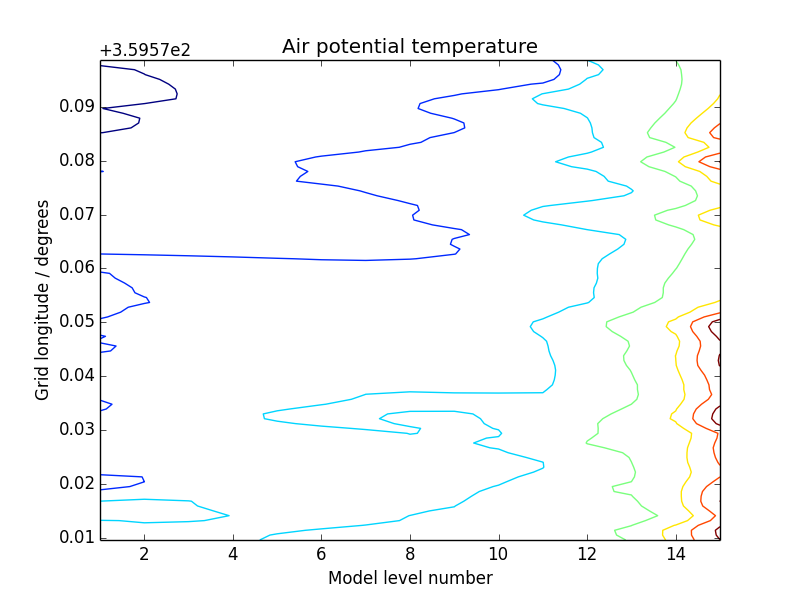 Air potential temperature
+3.5957e2
0.09
0.08
0.07
0.06
0.05
0.04
0.03
0.02
0.01
Grid longitude / degrees
2 4 6 8 10 12 14
Model level number